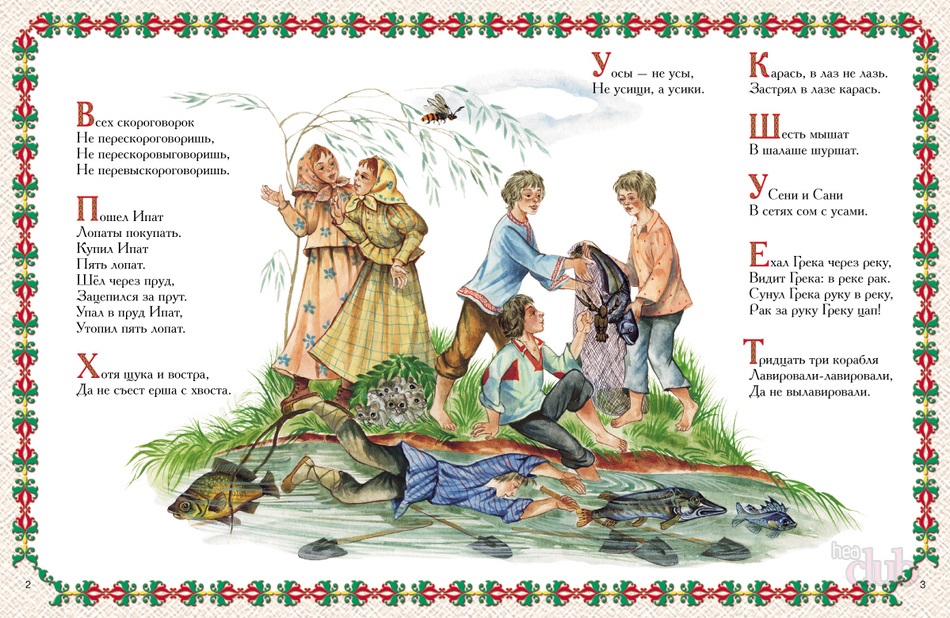 Всех скороговорок
Не перескороговоришь,
Не перескоровыговоришь,
Не перевыскороговоришь.
Пошел Ипат
Лопаты покупать.
Купил Ипат
Пять лопат.
Шёл через пруд,
Зацепился за прут.
Упал в пруд Ипат,
Утопил пять лопат.
Хотя щука и востра,
Да не съест ерша с хвоста.
2
Усы — не усы,
Не усищи, а усики.
Карась, в лаз не лазь.
Застрял в лазе карась.
Шесть мышат
В шалаше шуршат.
У Сени и Сани
В сетях сом с усами.
Ехал Грека через реку,
Видит Грека: в реке рак.
Сунул Грека руку в реку,
Рак за руку Греку цап!
Тридцать три корабля
Лавировали-лавировали,
Да не вылавировали.
hea
club
3